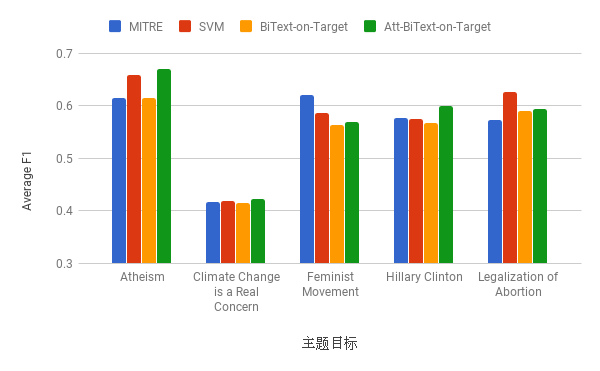 MITRE SVM BiText-on-Target Att-BiText-on-Target
0.7
0.6
0.5
0.4
0.3
Average F1
Atheism
Climate Change
is a Real
Concern
Feminist
Movement
Hillary Clinton
Legalization of
Abortion
主题目标